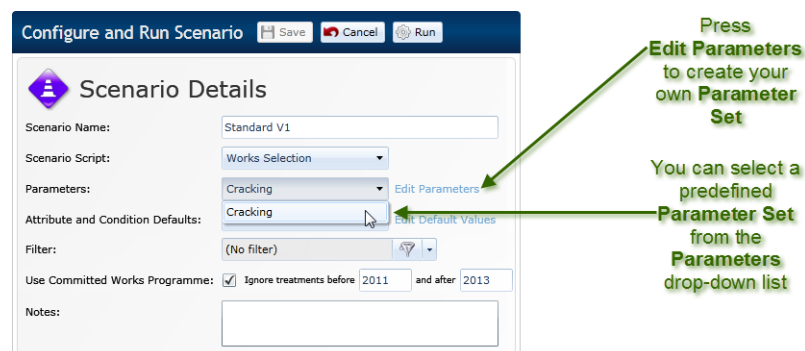 Configure and Run Scenario Save Cancel Run
Scenario Details
Scenario Name: Standard V1
Scenario Script: Works Selection
Parameters: Cracking Edit Parameters
Cracking
Attribute and Condition Defaults: Edit Default Values
Filter: (No filter)
Use Committed Works Programme: Ignore treatments before 2011 and after 2013
Notes:
Press
Edit Parameters
to create your
own Parameter
Set
You can select a
predefined
Parameter Set
from the
Parameters
drop-down list